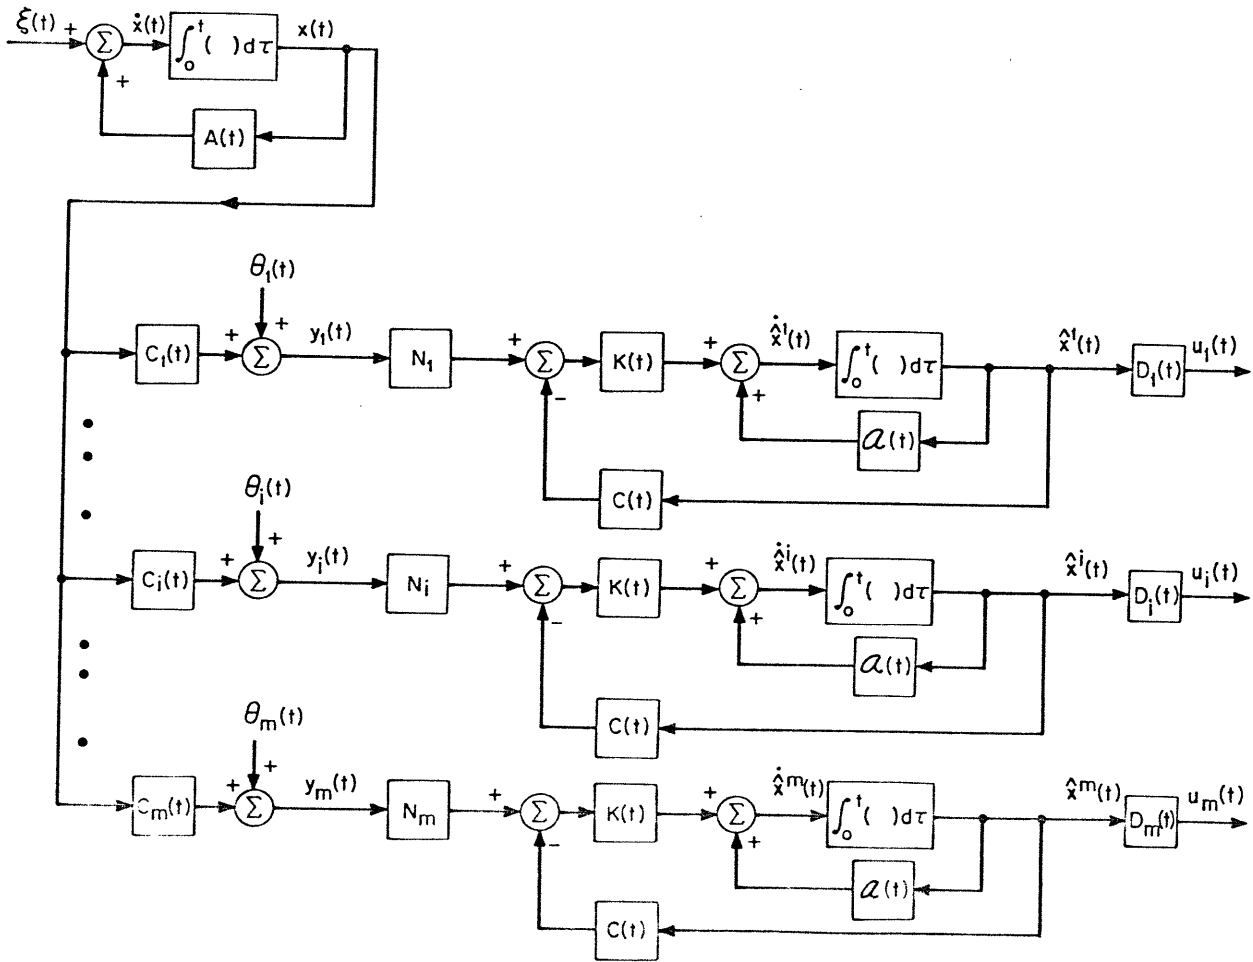 ξ(t) + Σ ẋ(t) ∫₀ᵗ( )dτ x(t)
+
A(t)
θ₁(t)
C₁(t) + + Σ y₁(t) N₁ + Σ K(t) + Σ x̂̇¹(t) ∫₀ᵗ( )dτ x̂¹(t) D₁(t) u₁(t)
− +
𝒶(t)
C(t)
θᵢ(t)
Cᵢ(t) + + Σ yᵢ(t) Nᵢ + Σ K(t) + Σ x̂̇ⁱ(t) ∫₀ᵗ( )dτ x̂ⁱ(t) Dᵢ(t) uᵢ(t)
− +
𝒶(t)
C(t)
θₘ(t)
Cₘ(t) + + Σ yₘ(t) Nₘ + Σ K(t) + Σ x̂̇ᵐ(t) ∫₀ᵗ( )dτ x̂ᵐ(t) Dₘ(t) uₘ(t)
− +
𝒶(t)
C(t)